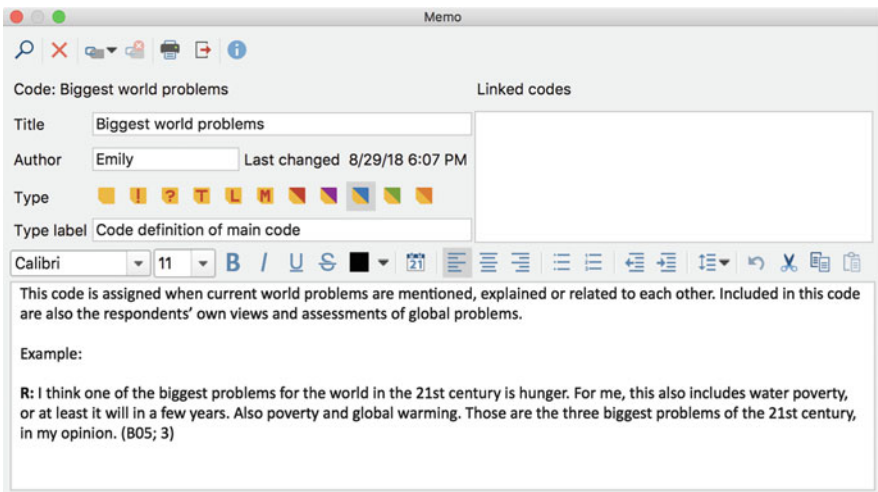 Memo
Code: Biggest world problems
Linked codes
Title
Biggest world problems
Author
Emily
Last changed 8/29/18 6:07 PM
Type
! ? T L M
Type label
Code definition of main code
Calibri
11
B I U S
21
This code is assigned when current world problems are mentioned, explained or related to each other. Included in this code
are also the respondents' own views and assessments of global problems.
Example:
R: I think one of the biggest problems for the world in the 21st century is hunger. For me, this also includes water poverty,
or at least it will in a few years. Also poverty and global warming. Those are the three biggest problems of the 21st century,
in my opinion. (B05; 3)